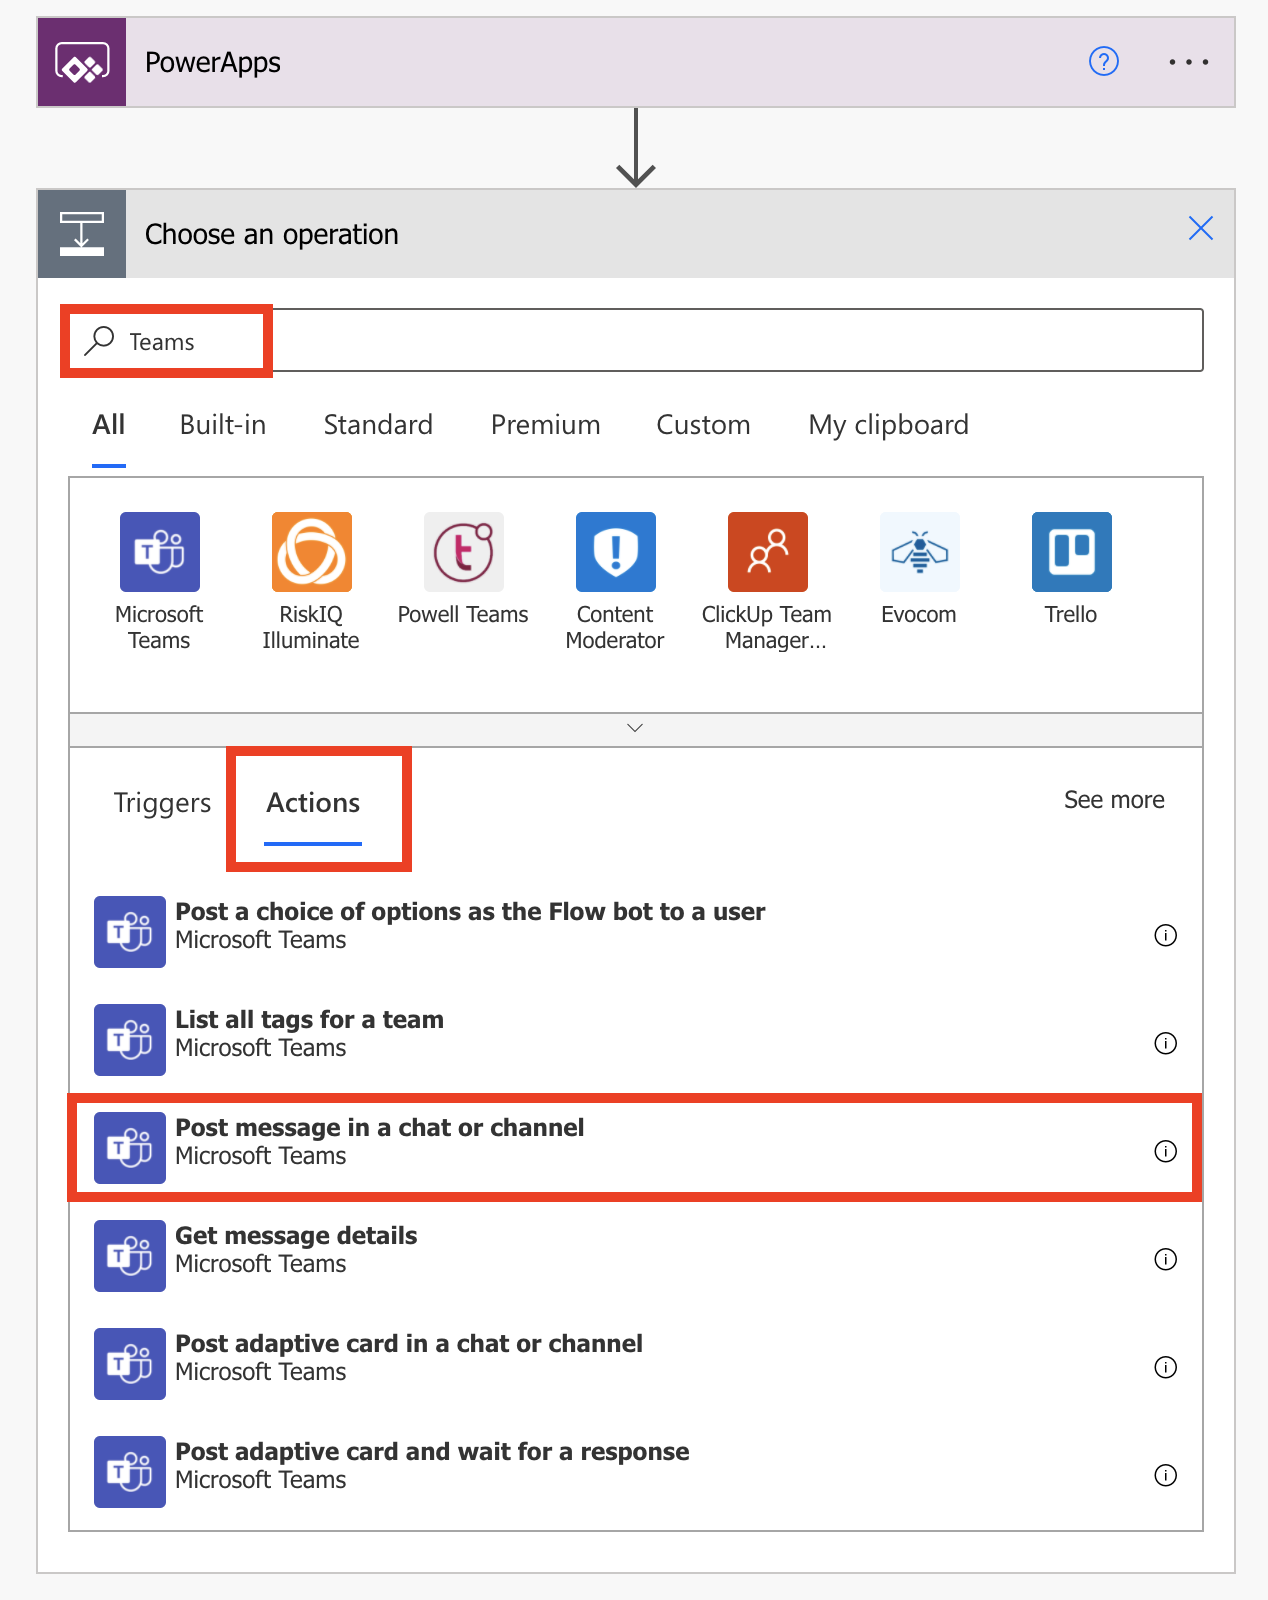 PowerApps
Choose an operation
Teams
All Built-in Standard Premium Custom My clipboard
Microsoft Teams
RiskIQ Illuminate
Powell Teams
Content Moderator
ClickUp Team Manager...
Evocom
Trello
Triggers Actions See more
Post a choice of options as the Flow bot to a user
Microsoft Teams
List all tags for a team
Microsoft Teams
Post message in a chat or channel
Microsoft Teams
Get message details
Microsoft Teams
Post adaptive card in a chat or channel
Microsoft Teams
Post adaptive card and wait for a response
Microsoft Teams